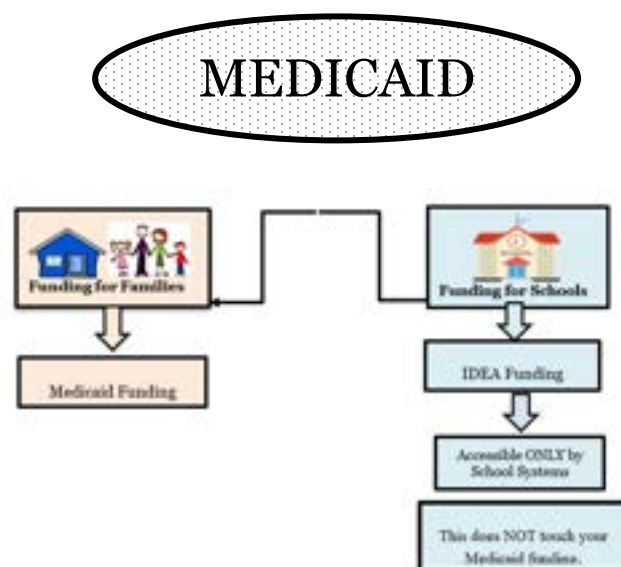 MEDICAID
Funding for Families
Medicaid Funding
Funding for Schools
IDEA Funding
Accessible ONLY by
School Systems
This does NOT touch your
Medicaid funding.